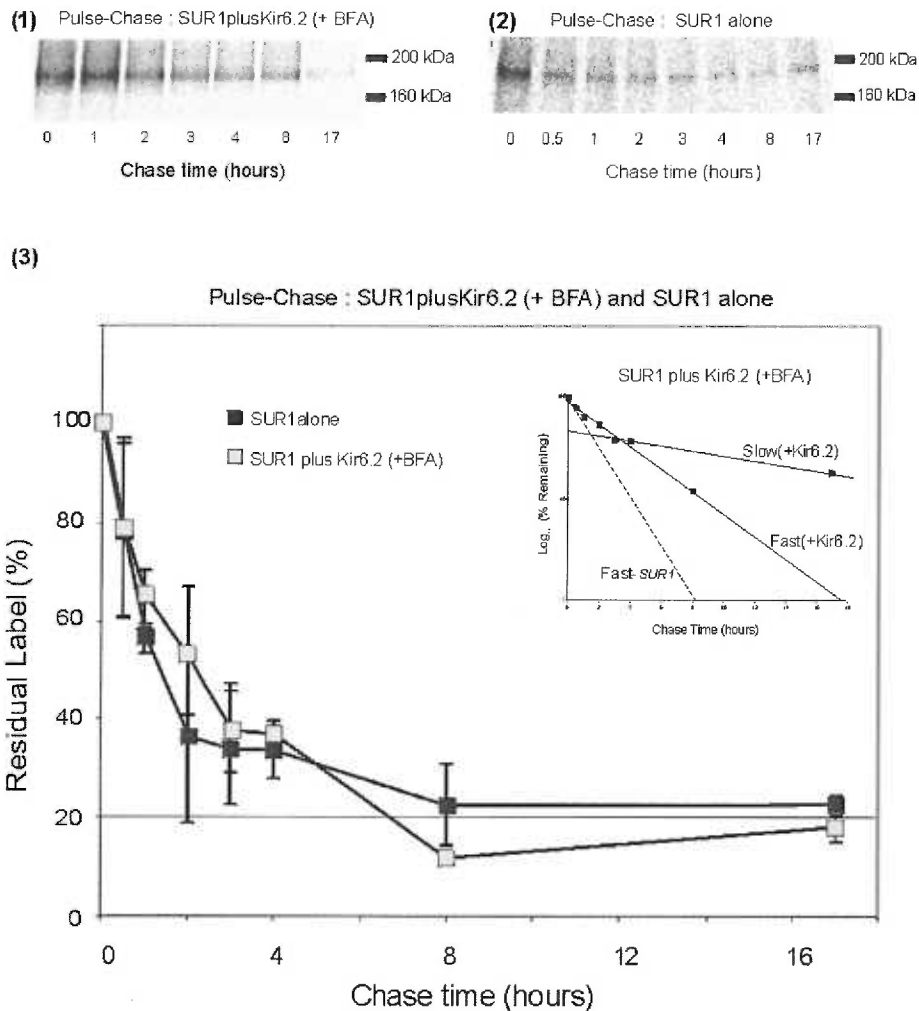 (1) Pulse-Chase : SUR1plusKir6.2 (+ BFA)
200 kDa
160 kDa
0 1 2 3 4 8 17
Chase time (hours)
(2) Pulse-Chase : SUR1 alone
200 kDa
160 kDa
0 0.5 1 2 3 4 8 17
Chase time (hours)
(3)
Pulse-Chase : SUR1plusKir6.2 (+ BFA) and SUR1 alone
100
80
60
40
20
0
Residual Label (%)
SUR1alone
SUR1 plus Kir6.2 (+BFA)
SUR1 plus Kir6.2 (+BFA)
Slow(+Kir6.2)
Fast(+Kir6.2)
Fast-SUR1
(% Remaining)
Chase Time (hours)
0 4 8 12 16
Chase time (hours)